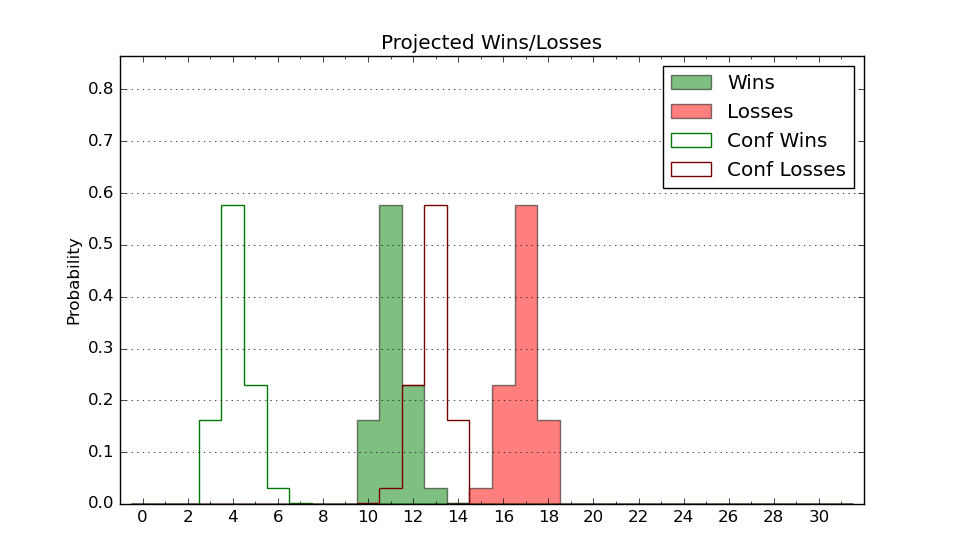 Projected Wins/Losses
Probability
0.8
0.7
0.6
0.5
0.4
0.3
0.2
0.1
0.0
Wins
Losses
Conf Wins
Conf Losses
0 2 4 6 8 10 12 14 16 18 20 22 24 26 28 30